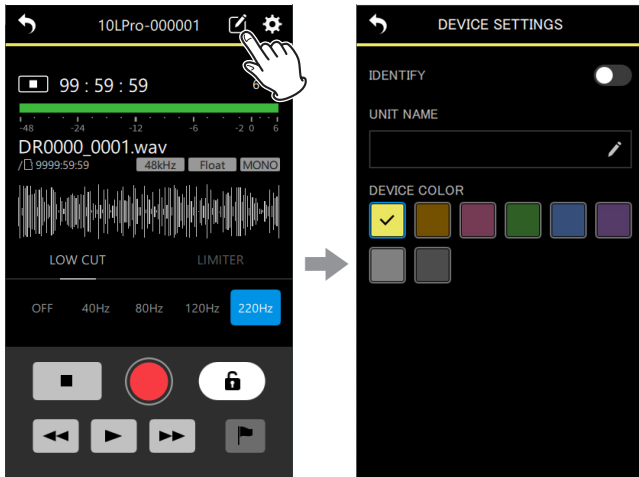 10LPro-000001
99 : 59 : 59
-48 -24 -12 -6 -2 0 6
DR0000_0001.wav
/ 9999:59:59 48kHz Float MONO
LOW CUT LIMITER
OFF 40Hz 80Hz 120Hz 220Hz
DEVICE SETTINGS
IDENTIFY
UNIT NAME
DEVICE COLOR